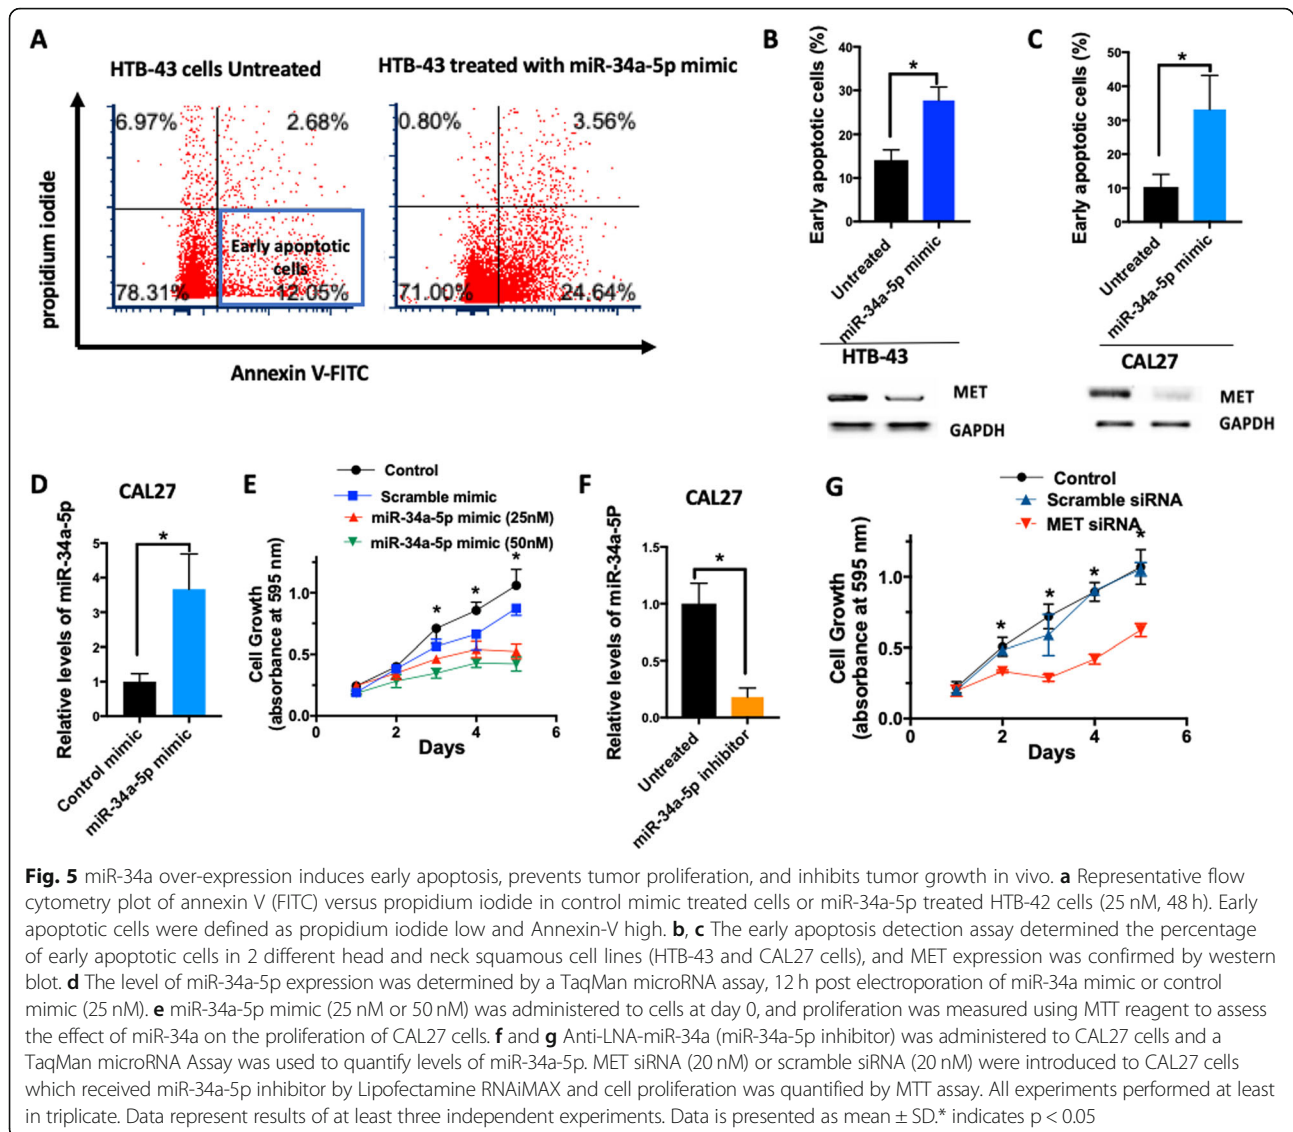 A
HTB-43 cells Untreated
HTB-43 treated with miR-34a-5p mimic
propidium iodide
6.97%
2.68%
Early apoptotic
cells
78.31%
12.05%
0.80%
3.56%
71.00%
24.64%
Annexin V-FITC
B
Early apoptotic cells (%)
40
30
20
10
0
*
Untreated
miR-34a-5p mimic
HTB-43
MET
GAPDH
C
Early apoptotic cells (%)
50
40
30
20
10
0
*
Untreated
miR-34a-5p mimic
CAL27
MET
GAPDH
D
CAL27
Relative levels of miR-34a-5p
5
4
3
2
1
0
*
Control mimic
miR-34a-5p mimic
E
Control
Scramble mimic
miR-34a-5p mimic (25nM)
miR-34a-5p mimic (50nM)
Cell Growth
(absorbance at 595 nm)
1.0
0.5
0.0
* * *
0 2 4 6
Days
F
CAL27
Relative levels of miR-34a-5P
1.5
1.0
0.5
0.0
*
Untreated
miR-34a-5p inhibitor
G
Control
Scramble siRNA
MET siRNA
Cell Growth
(absorbance at 595 nm)
1.0
0.5
0.0
* * * *
0 2 4 6
Days
Fig. 5 miR-34a over-expression induces early apoptosis, prevents tumor proliferation, and inhibits tumor growth in vivo. a Representative flow
cytometry plot of annexin V (FITC) versus propidium iodide in control mimic treated cells or miR-34a-5p treated HTB-42 cells (25 nM, 48 h). Early
apoptotic cells were defined as propidium iodide low and Annexin-V high. b, c The early apoptosis detection assay determined the percentage
of early apoptotic cells in 2 different head and neck squamous cell lines (HTB-43 and CAL27 cells), and MET expression was confirmed by western
blot. d The level of miR-34a-5p expression was determined by a TaqMan microRNA assay, 12 h post electroporation of miR-34a mimic or control
mimic (25 nM). e miR-34a-5p mimic (25 nM or 50 nM) was administered to cells at day 0, and proliferation was measured using MTT reagent to assess
the effect of miR-34a on the proliferation of CAL27 cells. f and g Anti-LNA-miR-34a (miR-34a-5p inhibitor) was administered to CAL27 cells and a
TaqMan microRNA Assay was used to quantify levels of miR-34a-5p. MET siRNA (20 nM) or scramble siRNA (20 nM) were introduced to CAL27 cells
which received miR-34a-5p inhibitor by Lipofectamine RNAiMAX and cell proliferation was quantified by MTT assay. All experiments performed at least
in triplicate. Data represent results of at least three independent experiments. Data is presented as mean ± SD.* indicates p < 0.05